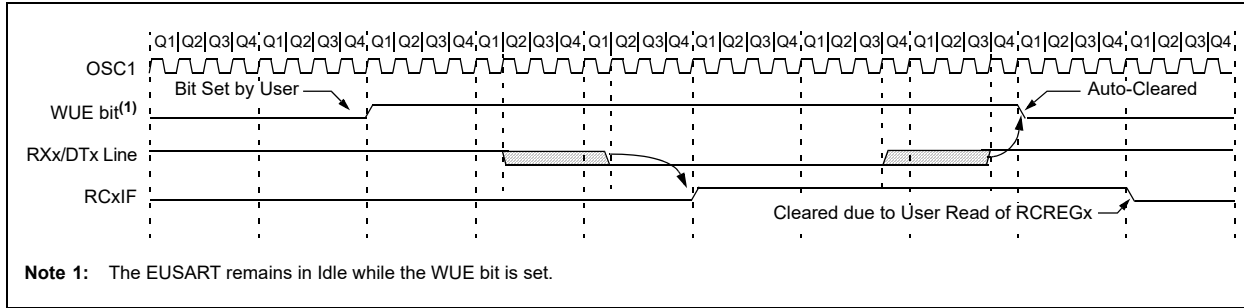 Q1 Q2 Q3 Q4 Q1 Q2 Q3 Q4 Q1 Q2 Q3 Q4 Q1 Q2 Q3 Q4 Q1 Q2 Q3 Q4 Q1 Q2 Q3 Q4 Q1 Q2 Q3 Q4 Q1 Q2 Q3 Q4 Q1 Q2 Q3 Q4 Q1 Q2 Q3 Q4
OSC1
Bit Set by User
Auto-Cleared
WUE bit(1)
RXx/DTx Line
RCxIF
Cleared due to User Read of RCREGx
Note 1: The EUSART remains in Idle while the WUE bit is set.